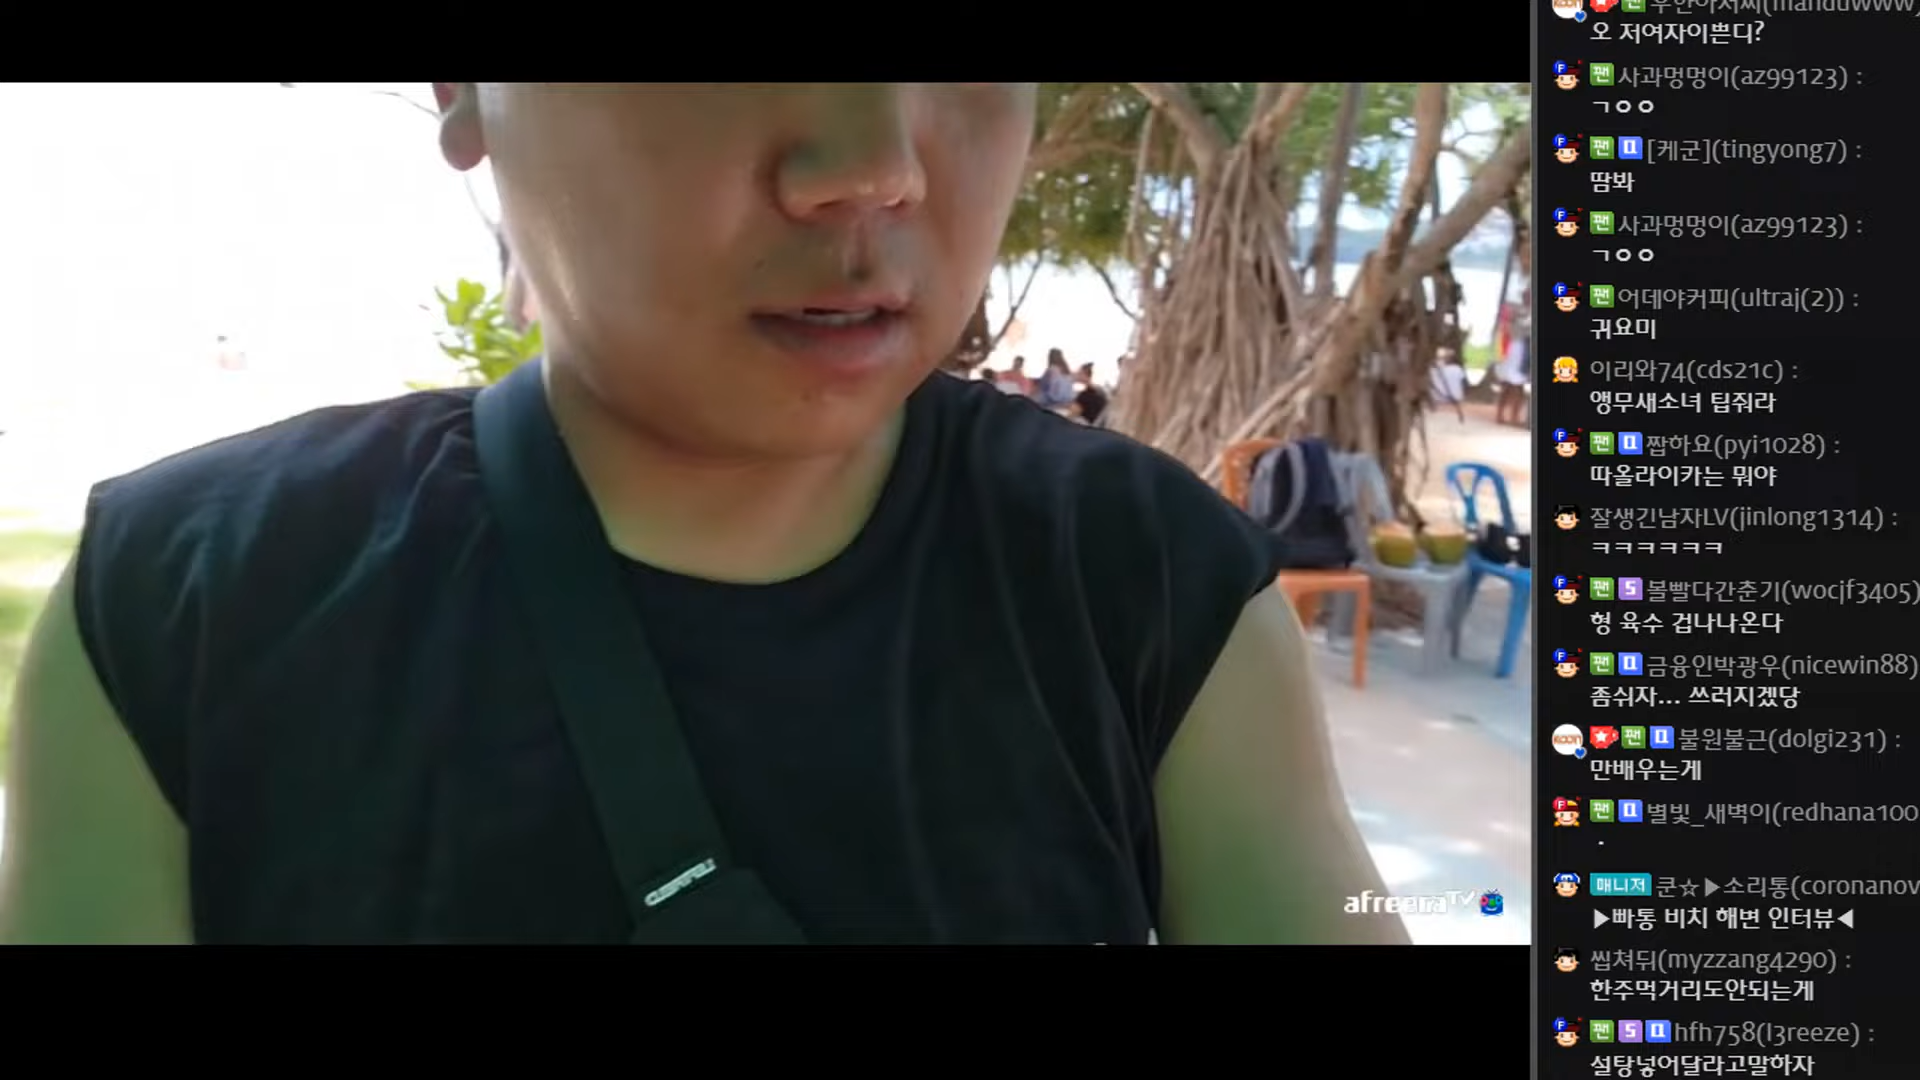 우한아저씨(manduwww)
오 저여자이쁜디?
팬 사과멍멍이(az99123) :
ㄱㅇㅇ
팬 [케군](tingyong7) :
땀봐
팬 사과멍멍이(az99123) :
ㄱㅇㅇ
팬 어데야커피(ultraj(2)) :
귀요미
이리와74(cds21c) :
앵무새소녀 팁줘라
팬 짭하요(pyi1028) :
따올라이카는 뭐야
잘생긴남자LV(jinlong1314) :
ㅋㅋㅋㅋㅋㅋ
팬 S 볼빨다간춘기(wocjf3405)
형 육수 겁나나온다
팬 금융인박광우(nicewin88)
좀쉬자... 쓰러지겠당
팬 불원불근(dolgi231) :
만배우는게
팬 별빛_새벽이(redhana100
.
매니저 쿤☆▶소리통(coronanov
▶빠통 비치 해변 인터뷰◀
씹쳐뒤(myzzang4290) :
한주먹거리도안되는게
팬 S hfh758(l3reeze) :
설탕넣어달라고말하자
afreecaTV